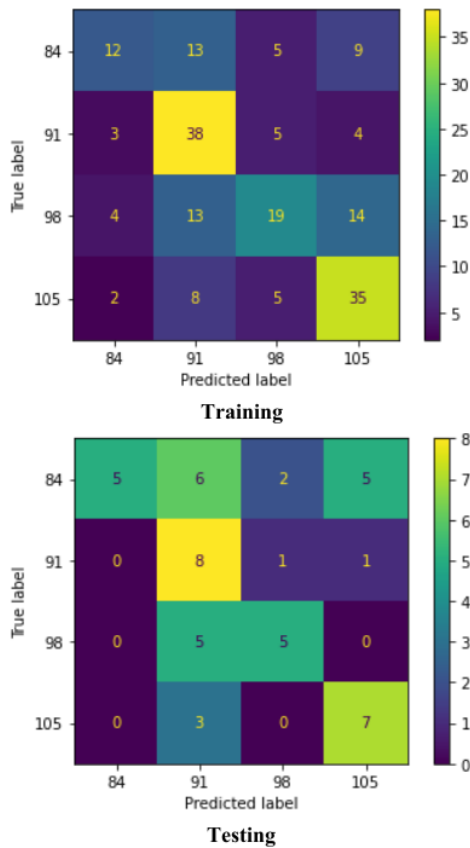 84 12 13 5 9
91 3 38 5 4
98 4 13 19 14
105 2 8 5 35
84 91 98 105
True label
Predicted label
35
30
25
20
15
10
5
Training
84 5 6 2 5
91 0 8 1 1
98 0 5 5 0
105 0 3 0 7
84 91 98 105
True label
Predicted label
8
7
6
5
4
3
2
1
0
Testing